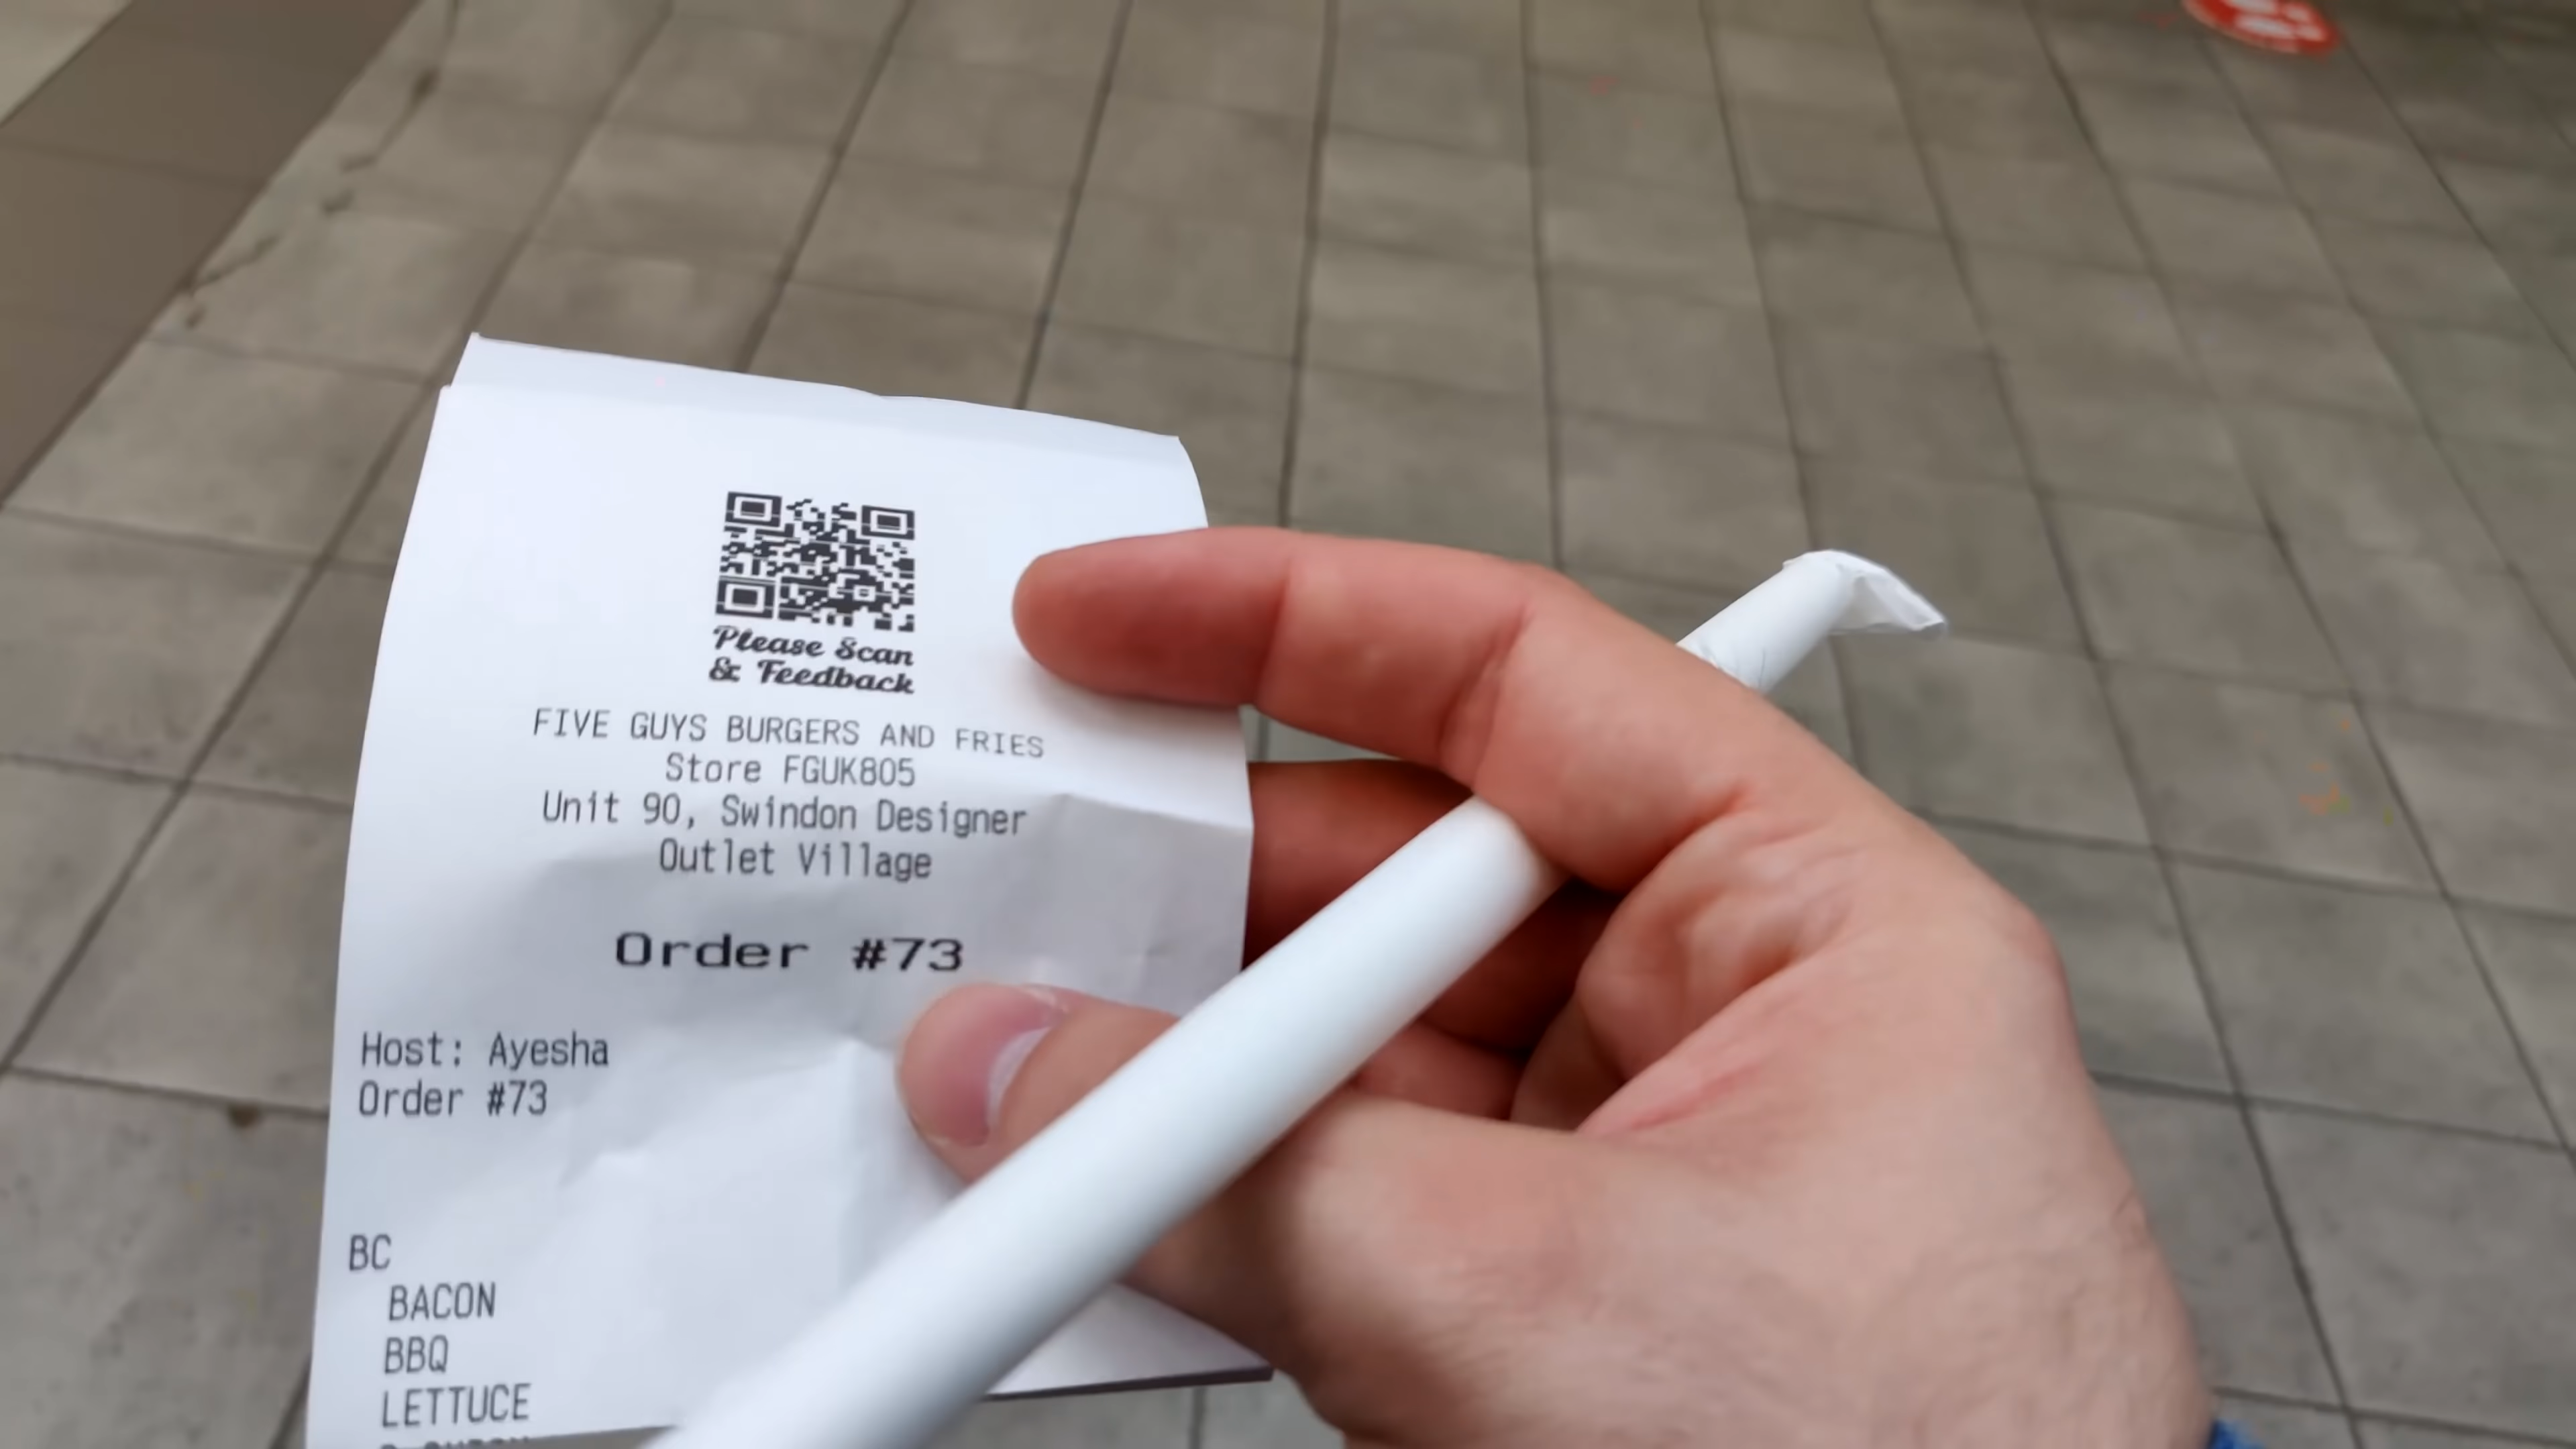 Please Scan
& Feedback
FIVE GUYS BURGERS AND FRIES
Store FGUK805
Unit 90, Swindon Designer
Outlet Village
Order #73
Host: Ayesha
Order #73
BC
BACON
BBQ
LETTUCE